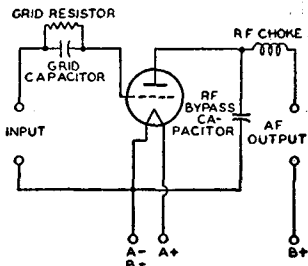 GRID RESISTOR
GRID
CAPACITOR
RF CHOKE
RF
BYPASS
CA-
PACITOR
INPUT
AF
OUTPUT
A-
A+
B+